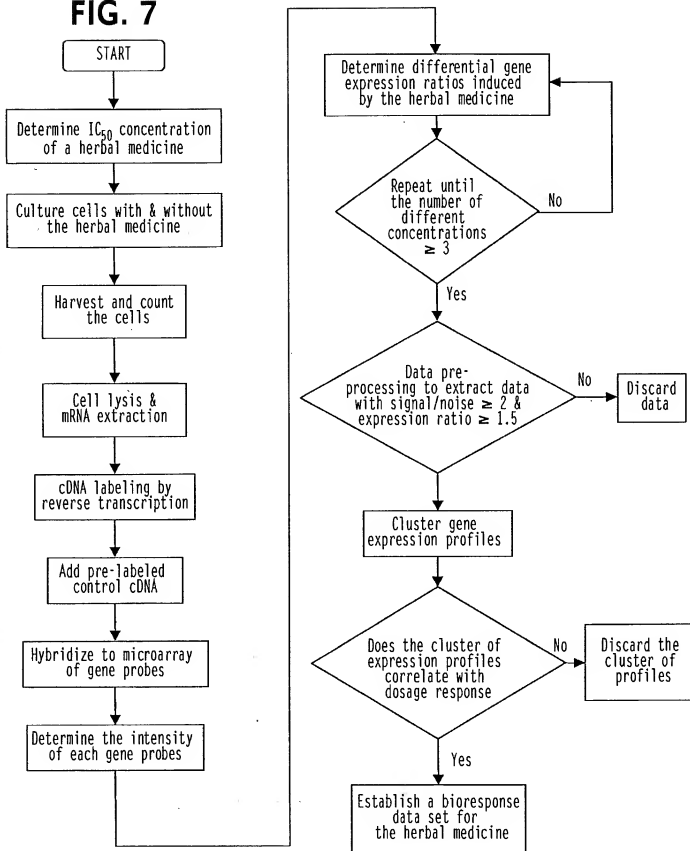 FIG. 7
START
Determine IC50 concentration
of a herbal medicine
Culture cells with & without
the herbal medicine
Harvest and count
the cells
Cell lysis &
mRNA extraction
cDNA labeling by
reverse transcription
Add pre-labeled
control cDNA
Hybridize to microarray
of gene probes
Determine the intensity
of each gene probes
Determine differential gene
expression ratios induced
by the herbal medicine
Repeat until
the number of
different
concentrations
≥ 3
No
Yes
Data pre-
processing to extract data
with signal/noise ≥ 2 &
expression ratio
≥ 1.5
No
Discard
data
Cluster gene
expression profiles
Does the cluster of
expression profiles
correlate with
dosage response
No
Discard the
cluster of
profiles
Yes
Establish a bioresponse
data set for
the herbal medicine